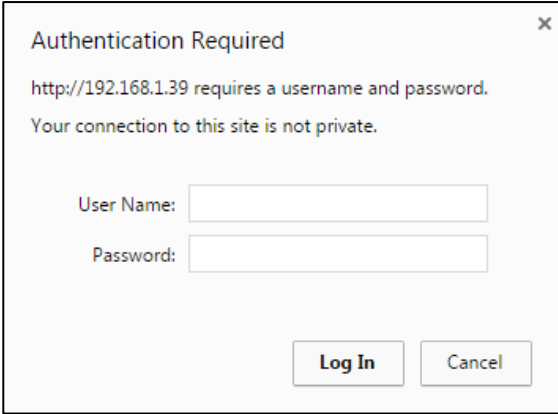 Authentication Required
http://192.168.1.39 requires a username and password.
Your connection to this site is not private.
User Name:
Password:
Log In Cancel